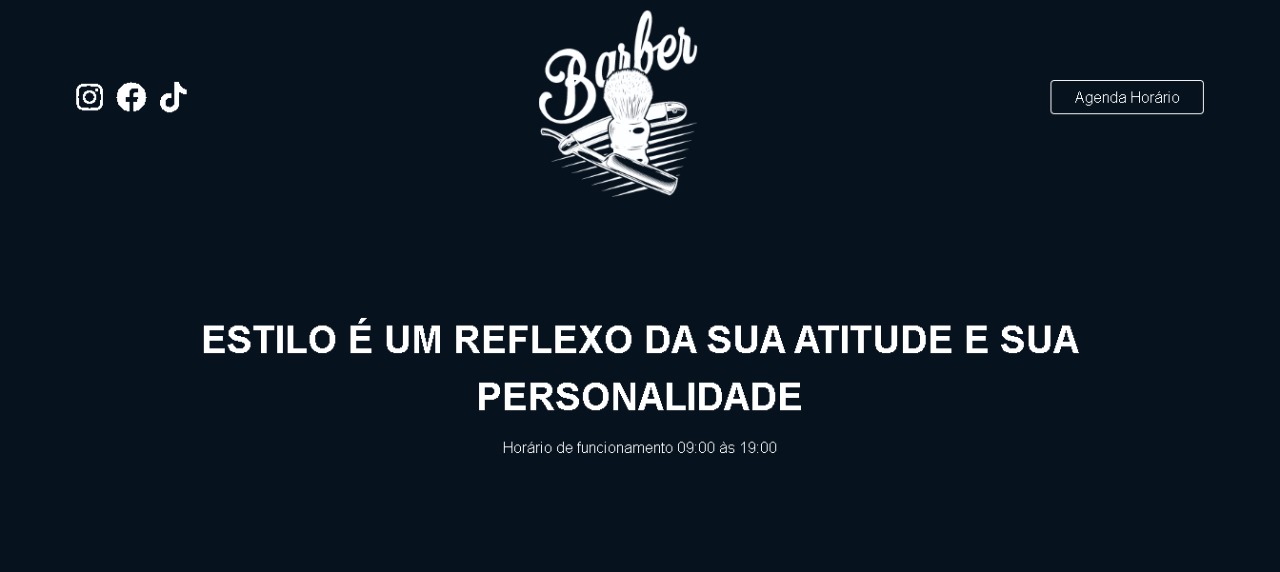 Barber
Agenda Horário
ESTILO É UM REFLEXO DA SUA ATITUDE E SUA
PERSONALIDADE
Horário de funcionamento 09:00 às 19:00